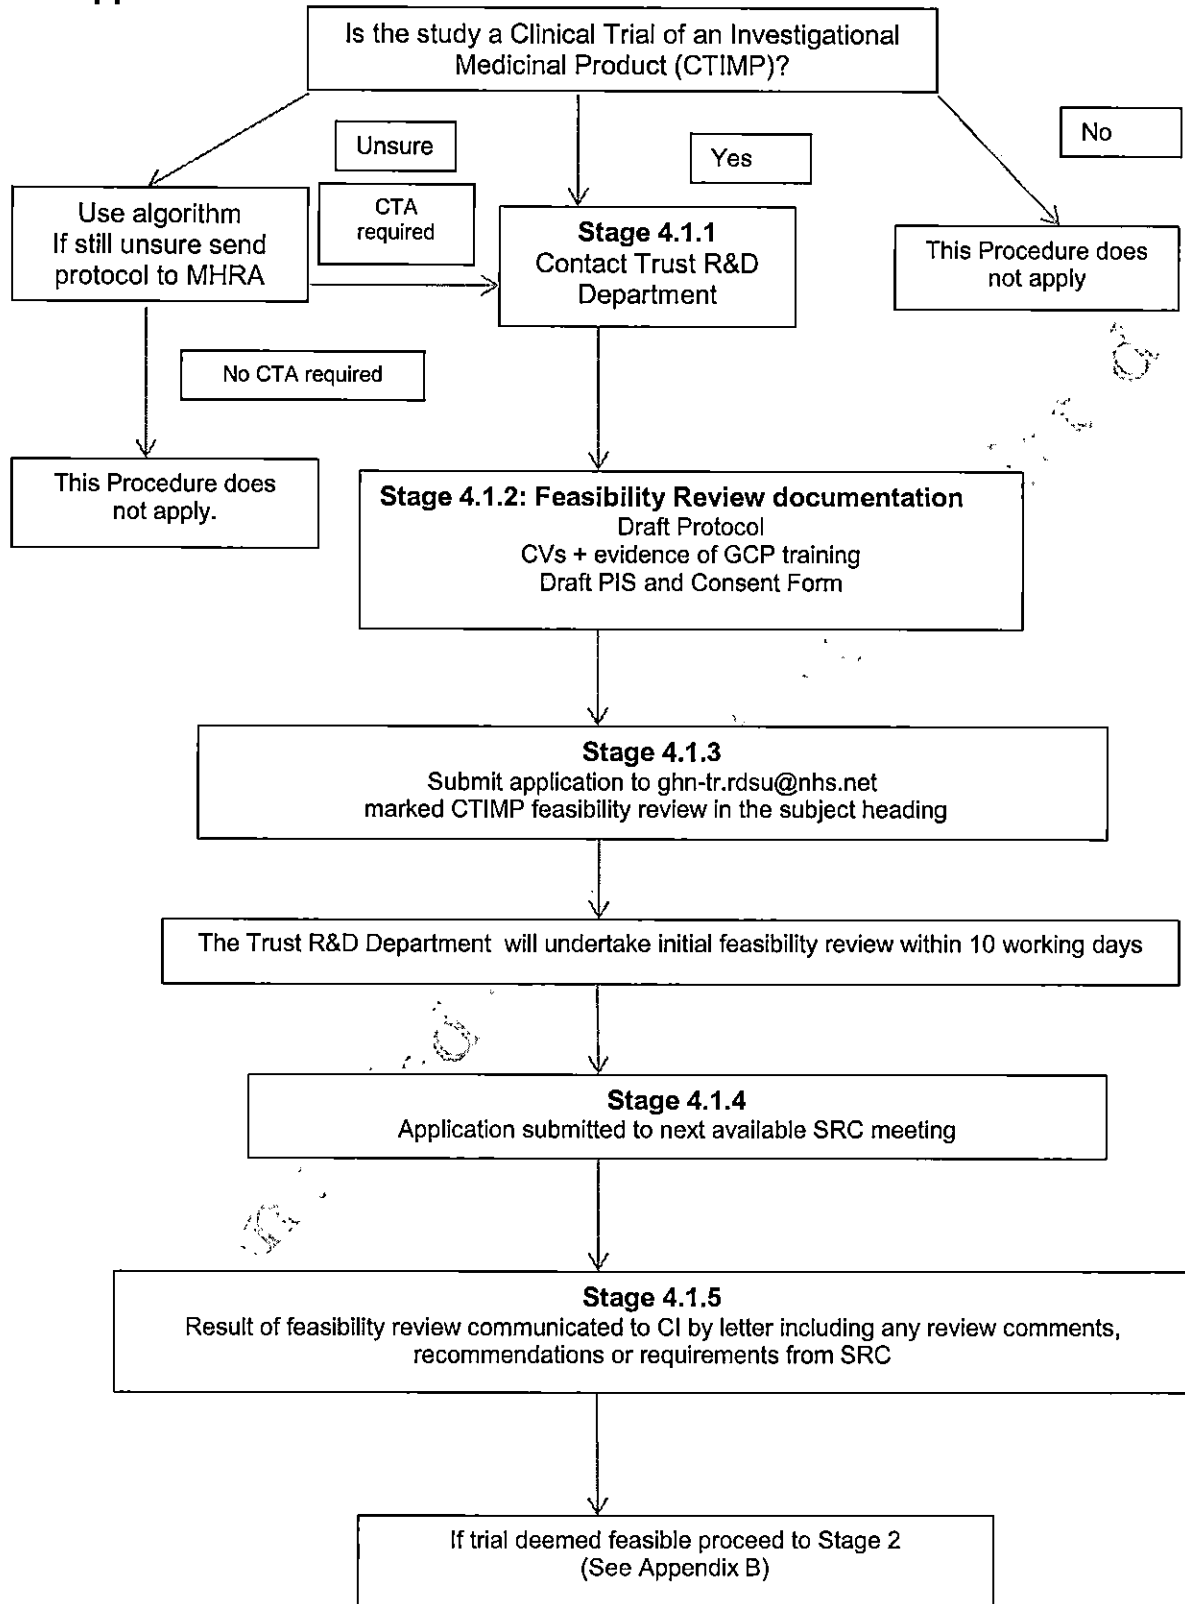 Is the study a Clinical Trial of an Investigational
Medicinal Product (CTIMP)?
Unsure
Yes
No
Use algorithm
If still unsure send
protocol to MHRA
CTA
required
Stage 4.1.1
Contact Trust R&D
Department
This Procedure does
not apply
No CTA required
This Procedure does
not apply.
Stage 4.1.2: Feasibility Review documentation
Draft Protocol
CVs + evidence of GCP training
Draft PIS and Consent Form
Stage 4.1.3
Submit application to ghn-tr.rdsu@nhs.net
marked CTIMP feasibility review in the subject heading
The Trust R&D Department will undertake initial feasibility review within 10 working days
Stage 4.1.4
Application submitted to next available SRC meeting
Stage 4.1.5
Result of feasibility review communicated to CI by letter including any review comments,
recommendations or requirements from SRC
If trial deemed feasible proceed to Stage 2
(See Appendix B)